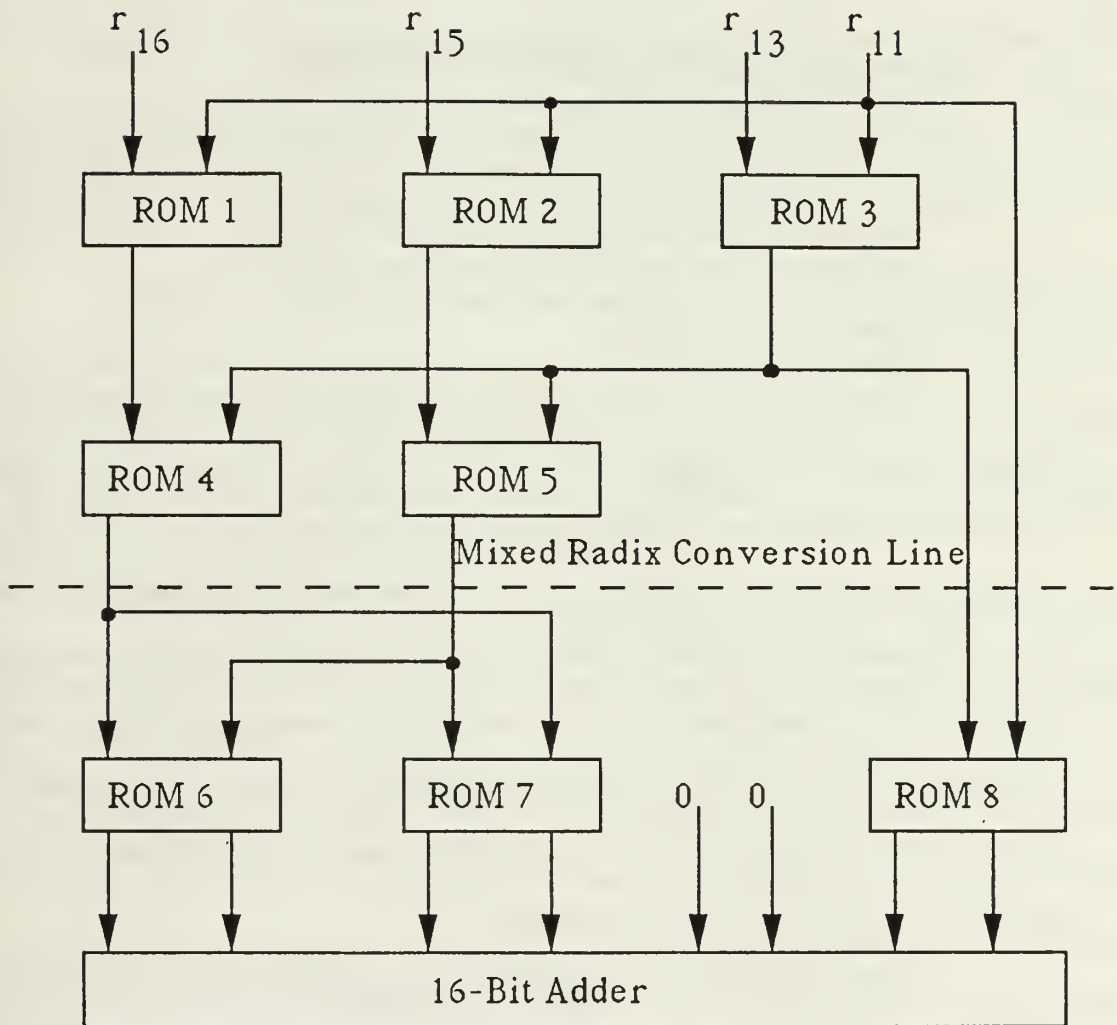 r16 r15 r13 r11
ROM 1 ROM 2 ROM 3
ROM 4 ROM 5
Mixed Radix Conversion Line
ROM 6 ROM 7 0 0 ROM 8
16-Bit Adder